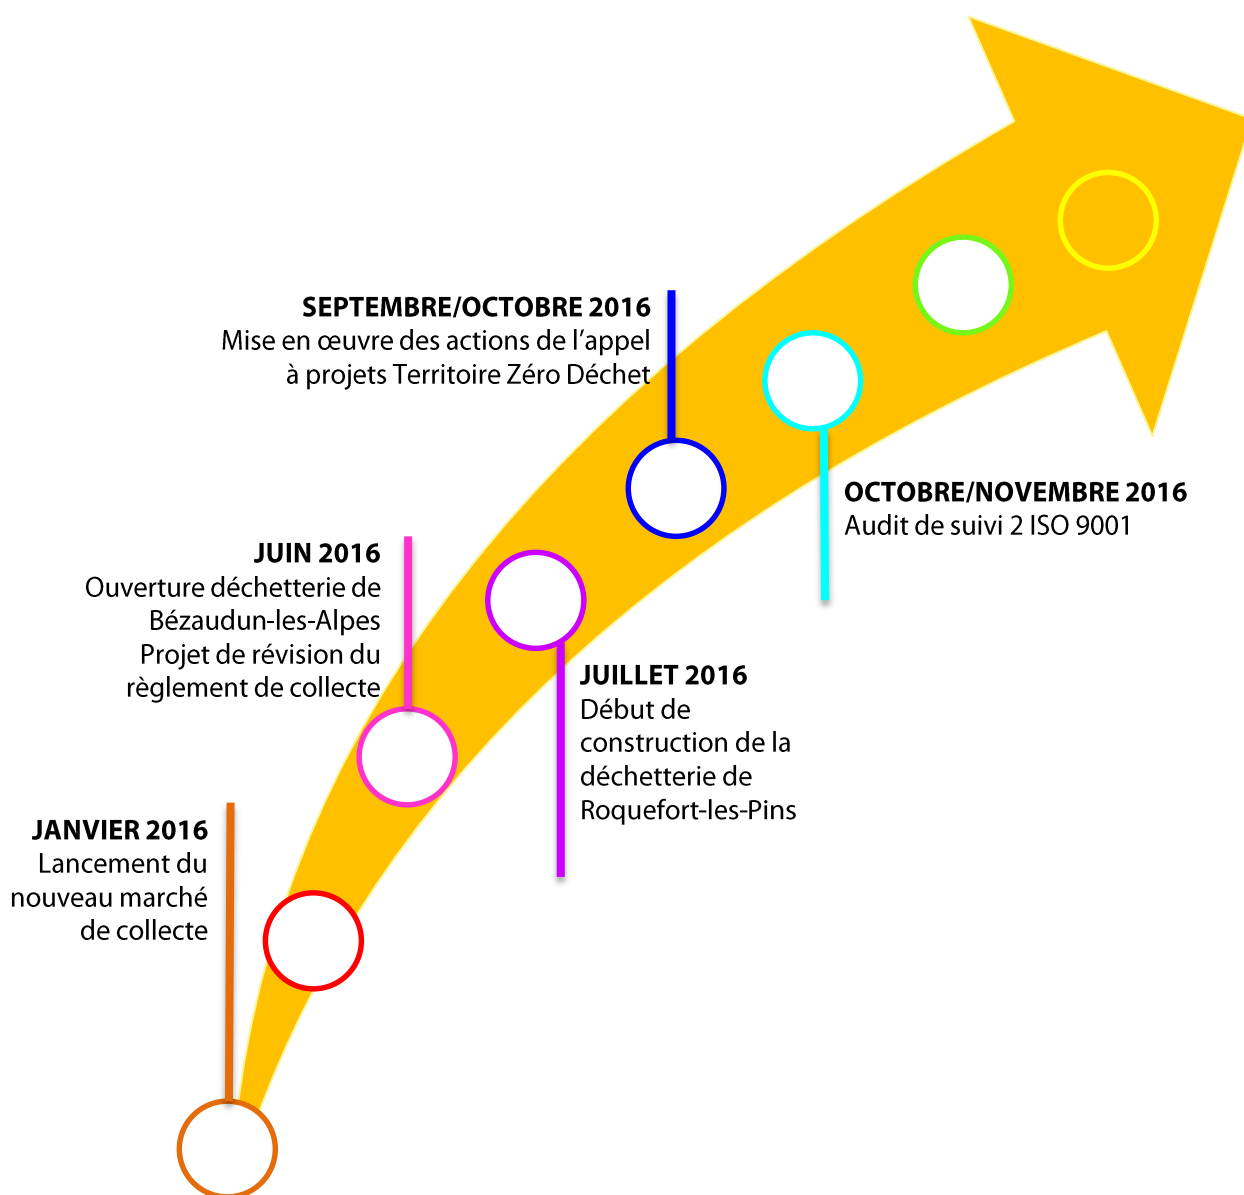 SEPTEMBRE/OCTOBRE 2016
Mise en œuvre des actions de l’appel
à projets Territoire Zéro Déchet
OCTOBRE/NOVEMBRE 2016
Audit de suivi 2 ISO 9001
JUIN 2016
Ouverture déchetterie de
Bézaudun-les-Alpes
Projet de révision du
règlement de collecte
JUILLET 2016
Début de
construction de la
déchetterie de
Roquefort-les-Pins
JANVIER 2016
Lancement du
nouveau marché
de collecte